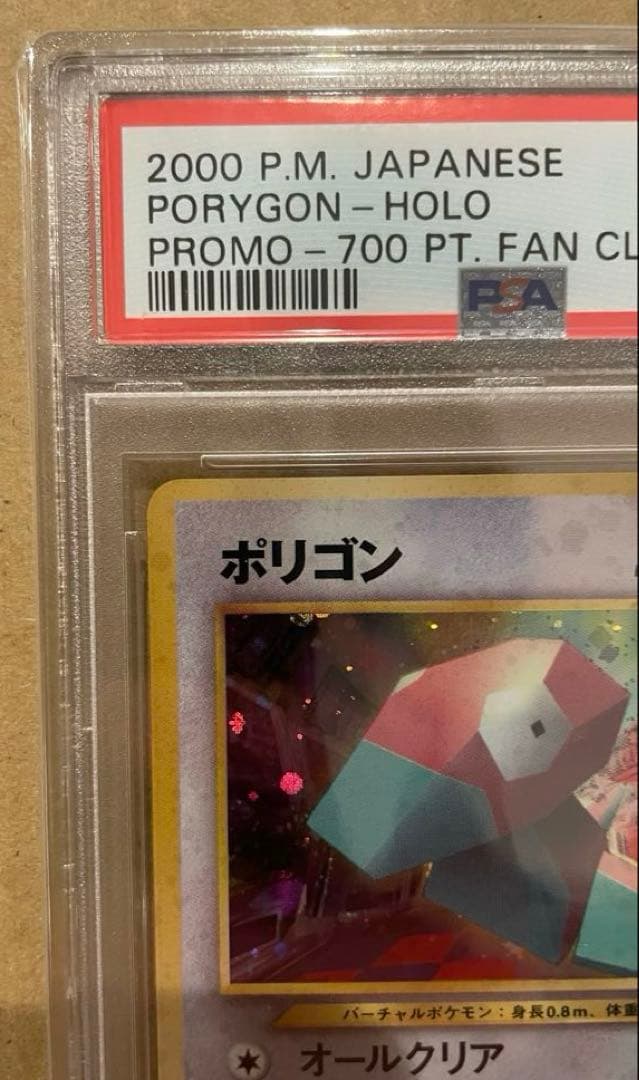 2000 P.M. JAPANESE
PORYGON - HOLO
PROMO - 700 PT. FAN
PSA
ポリゴン
バーチャルポケモン：身長0.8m、体重
オールクリア